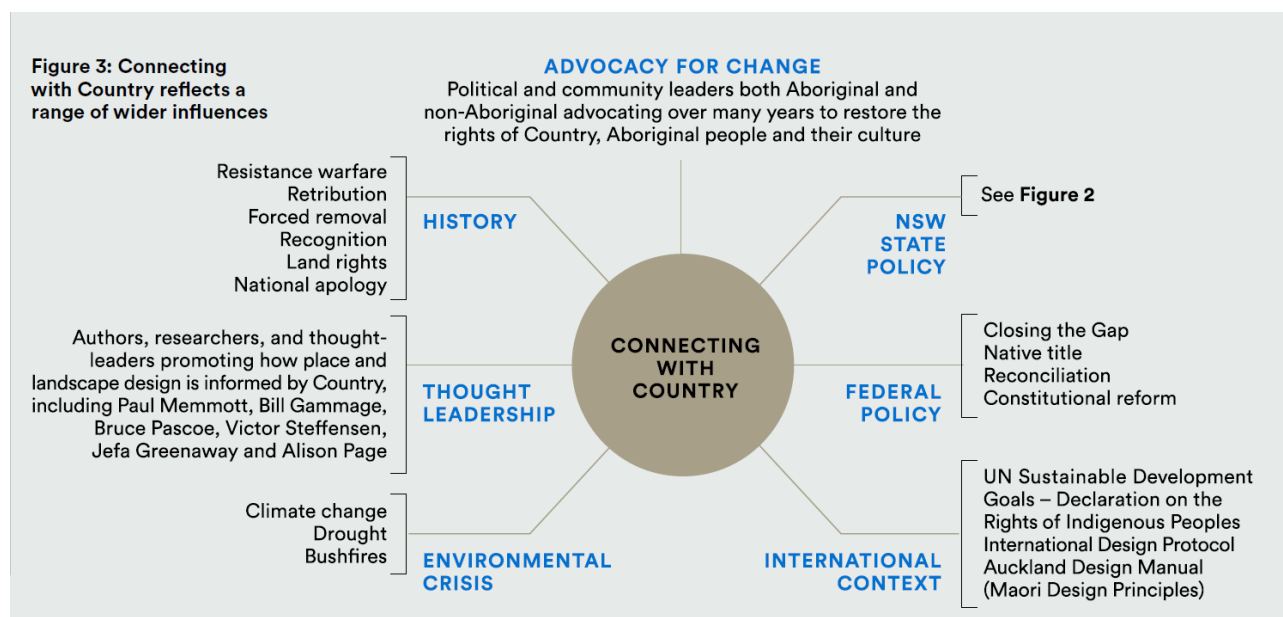 Figure 3: Connecting
with Country reflects a
range of wider influences
ADVOCACY FOR CHANGE
Political and community leaders both Aboriginal and
non-Aboriginal advocating over many years to restore the
rights of Country, Aboriginal people and their culture
Resistance warfare
Retribution
Forced removal
Recognition
Land rights
National apology
HISTORY
See Figure 2
NSW
STATE
POLICY
Authors, researchers, and thought-
leaders promoting how place and
landscape design is informed by Country,
including Paul Memmott, Bill Gammage,
Bruce Pascoe, Victor Steffensen,
Jefa Greenaway and Alison Page
THOUGHT
LEADERSHIP
CONNECTING
WITH
COUNTRY
FEDERAL
POLICY
Closing the Gap
Native title
Reconciliation
Constitutional reform
Climate change
Drought
Bushfires
ENVIRONMENTAL
CRISIS
INTERNATIONAL
CONTEXT
UN Sustainable Development
Goals – Declaration on the
Rights of Indigenous Peoples
International Design Protocol
Auckland Design Manual
(Maori Design Principles)